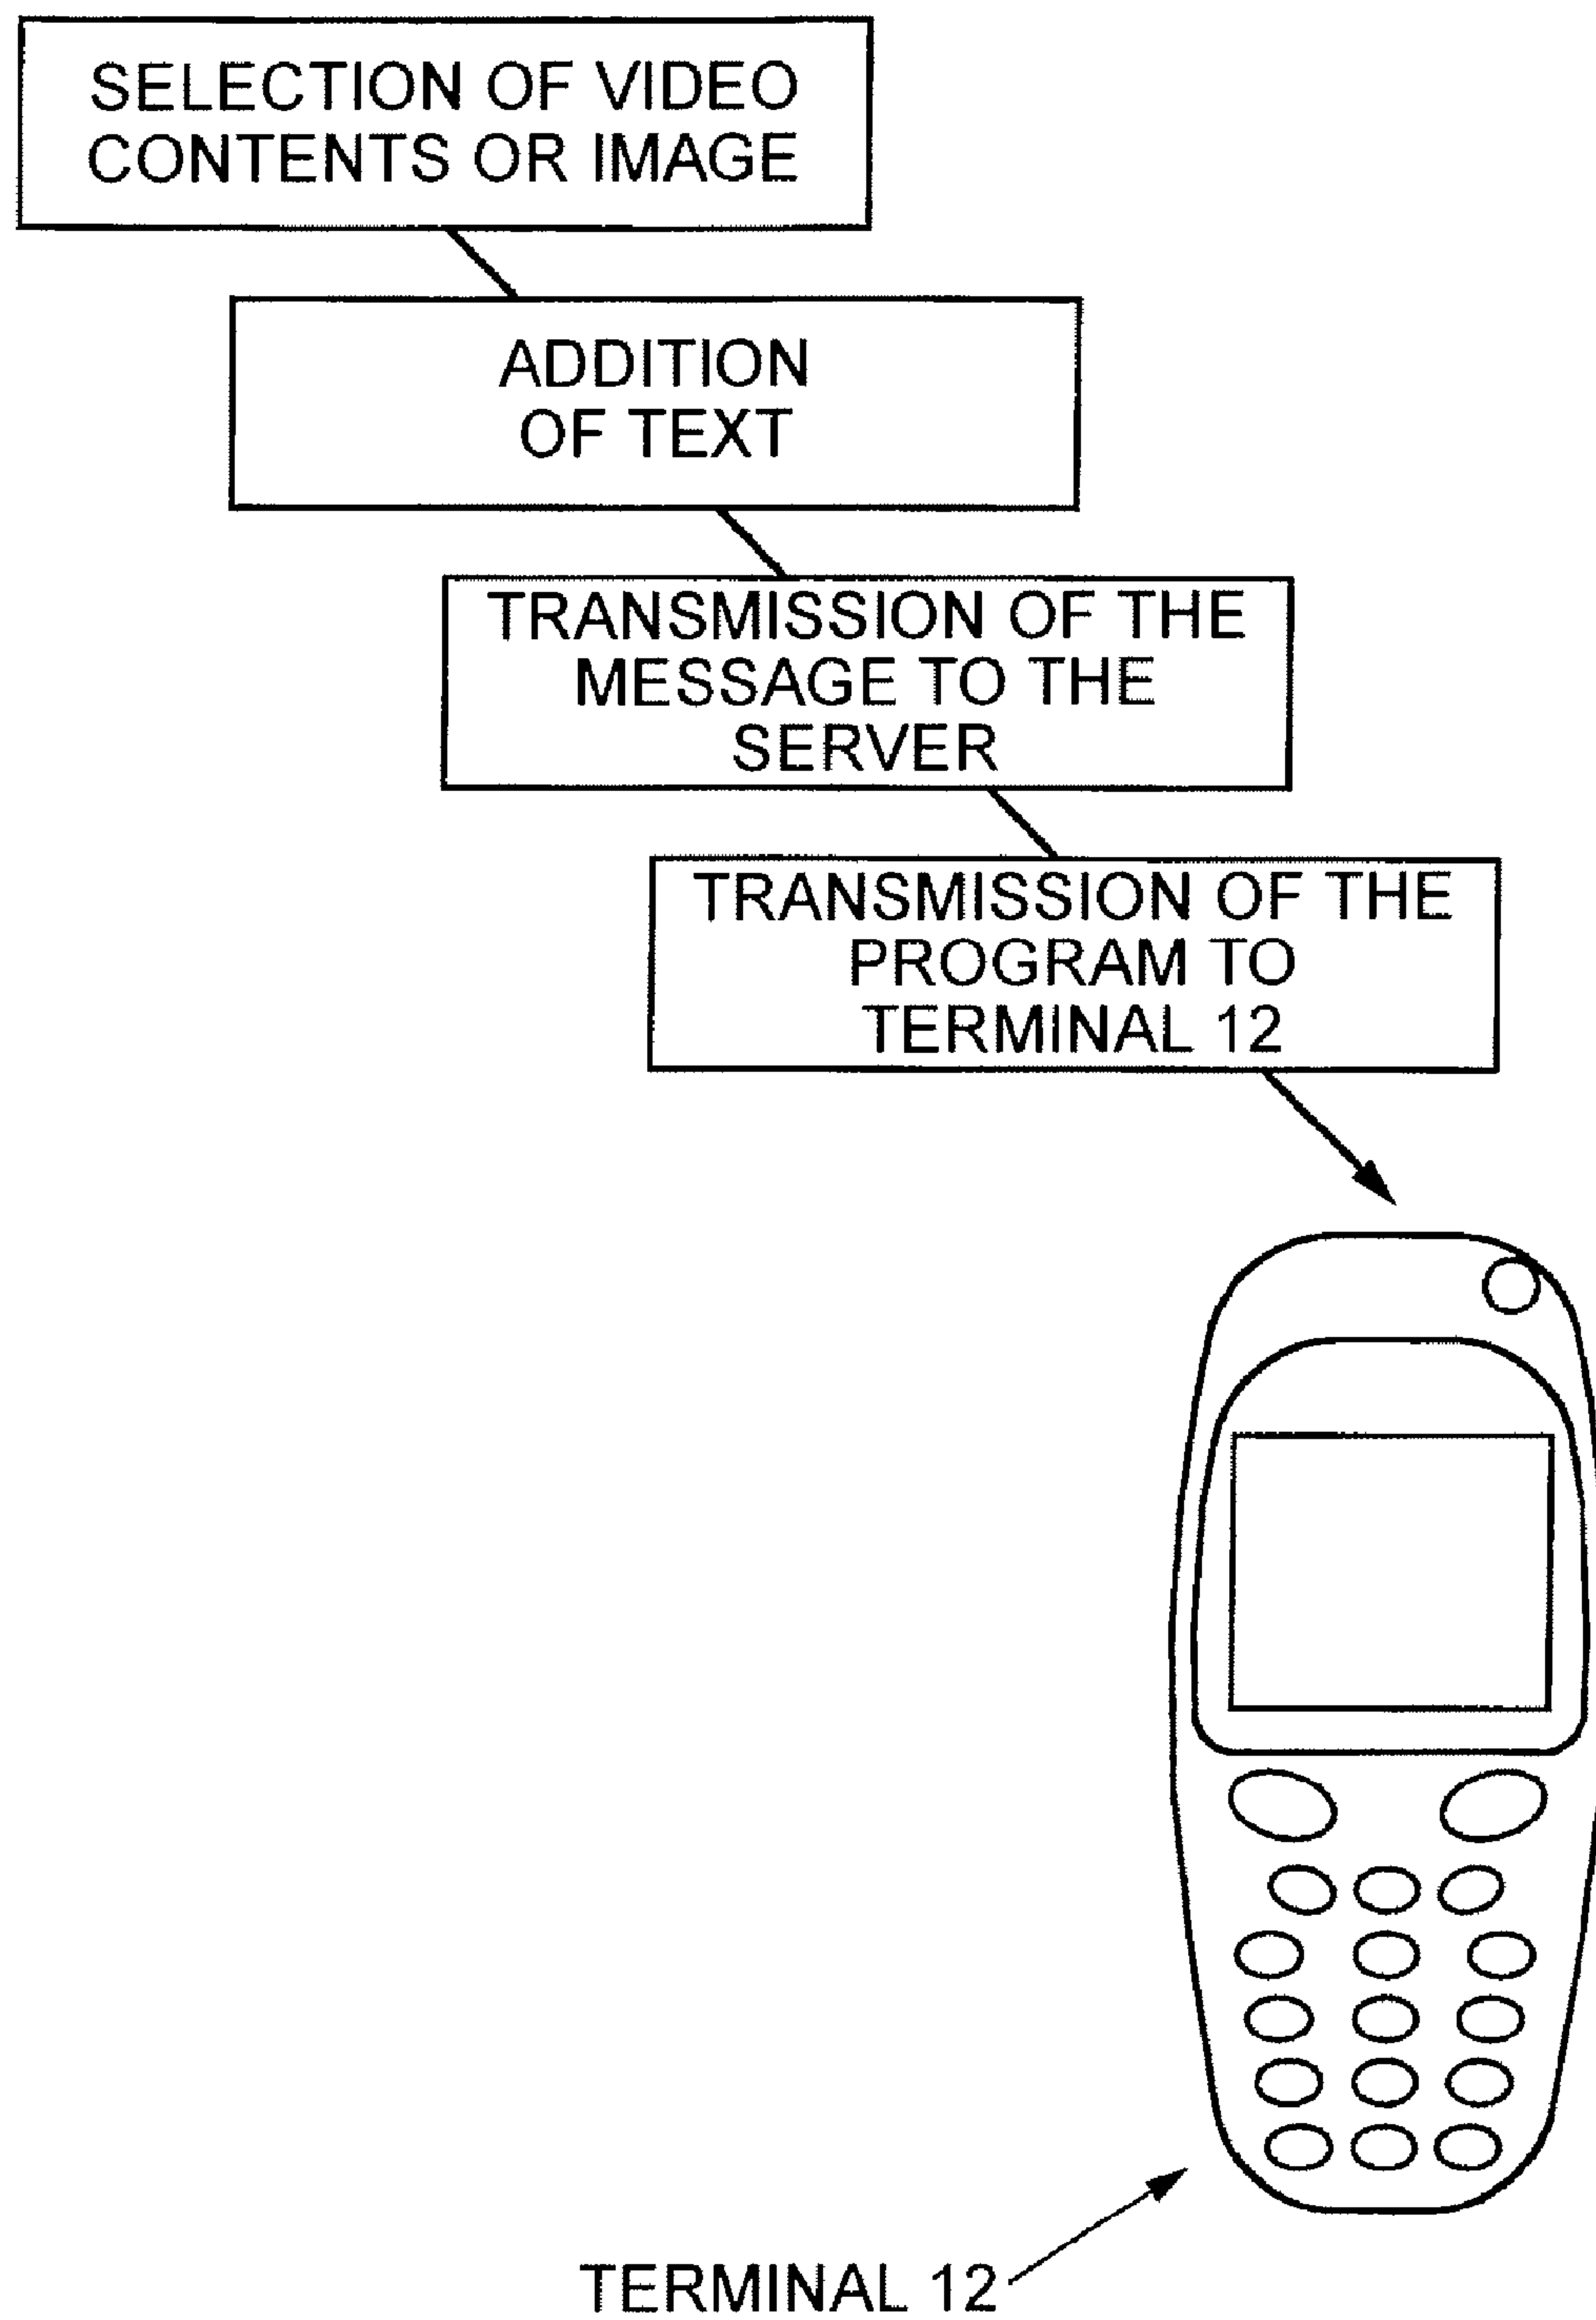 SELECTION OF VIDEO
CONTENTS OR IMAGE
ADDITION
OF TEXT
TRANSMISSION OF THE
MESSAGE TO THE
SERVER
TRANSMISSION OF THE
PROGRAM TO
TERMINAL 12
TERMINAL 12